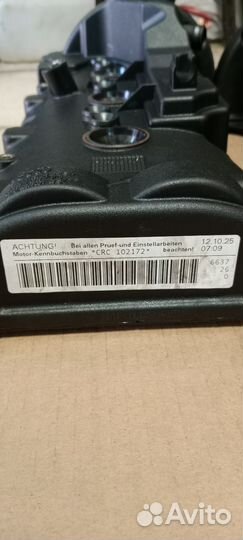 ACHTUNG! Bei allen Pruef-und Einstellarbeiten 12.10.25
Motor-Kennbuchstaben *CRC 102172* beachten! 07:09
6637
26
0
Avito